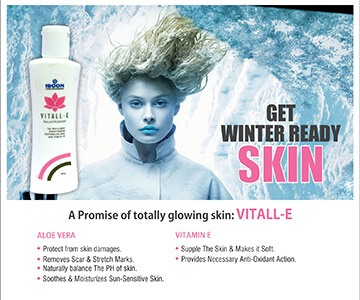 ISCON
VITALL-E
GET
WINTER READY
SKIN
A Promise of totally glowing skin: VITALL-E
ALOE VERA
• Protect from skin damages.
• Removes Scar & Stretch Marks.
• Naturally balance The PH of skin.
• Soothes & Moisturizes Sun-Sensitive Skin.
VITAMIN E
• Supple The Skin & Makes it Soft.
• Provides Necessary Anti-Oxidant Action.